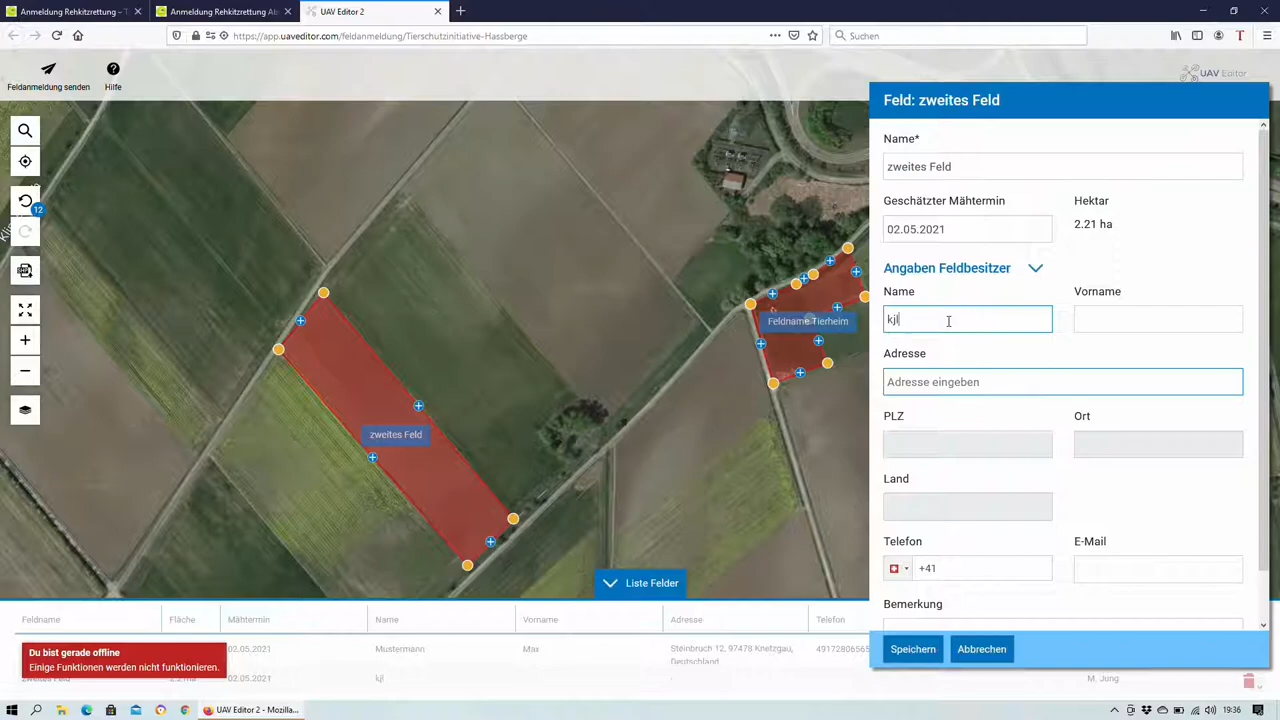 Anmeldung Rehkitzrettung – T
Anmeldung Rehkitzrettung Ab
UAV Editor 2
https://app.uaveditor.com/feldanmeldung/Tierschutzinitiative-Hassberge
Suchen
Feldanmeldung senden
Hilfe
UAV Editor
12
Feldname Tierheim
zweites Feld
Feld: zweites Feld
Name*
zweites Feld
Geschätzter Mähtermin
Hektar
02.05.2021
2.21 ha
Angaben Feldbesitzer
Name
Vorname
kjl
Adresse
Adresse eingeben
PLZ
Ort
Land
Telefon
E-Mail
+41
Bemerkung
Speichern
Abbrechen
Liste Felder
Feldname
Fläche
Mähtermin
Name
Vorname
Adresse
Telefon
02.05.2021
Mustermann
Max
Steinbruch 12, 97478 Knetzgau,
Deutschland
49172806565
Du bist gerade offline
Einige Funktionen werden nicht funktionieren.
zweites Feld
02.05.2021
kjl
M. Jung
UAV Editor 2 - Mozilla...
19:36